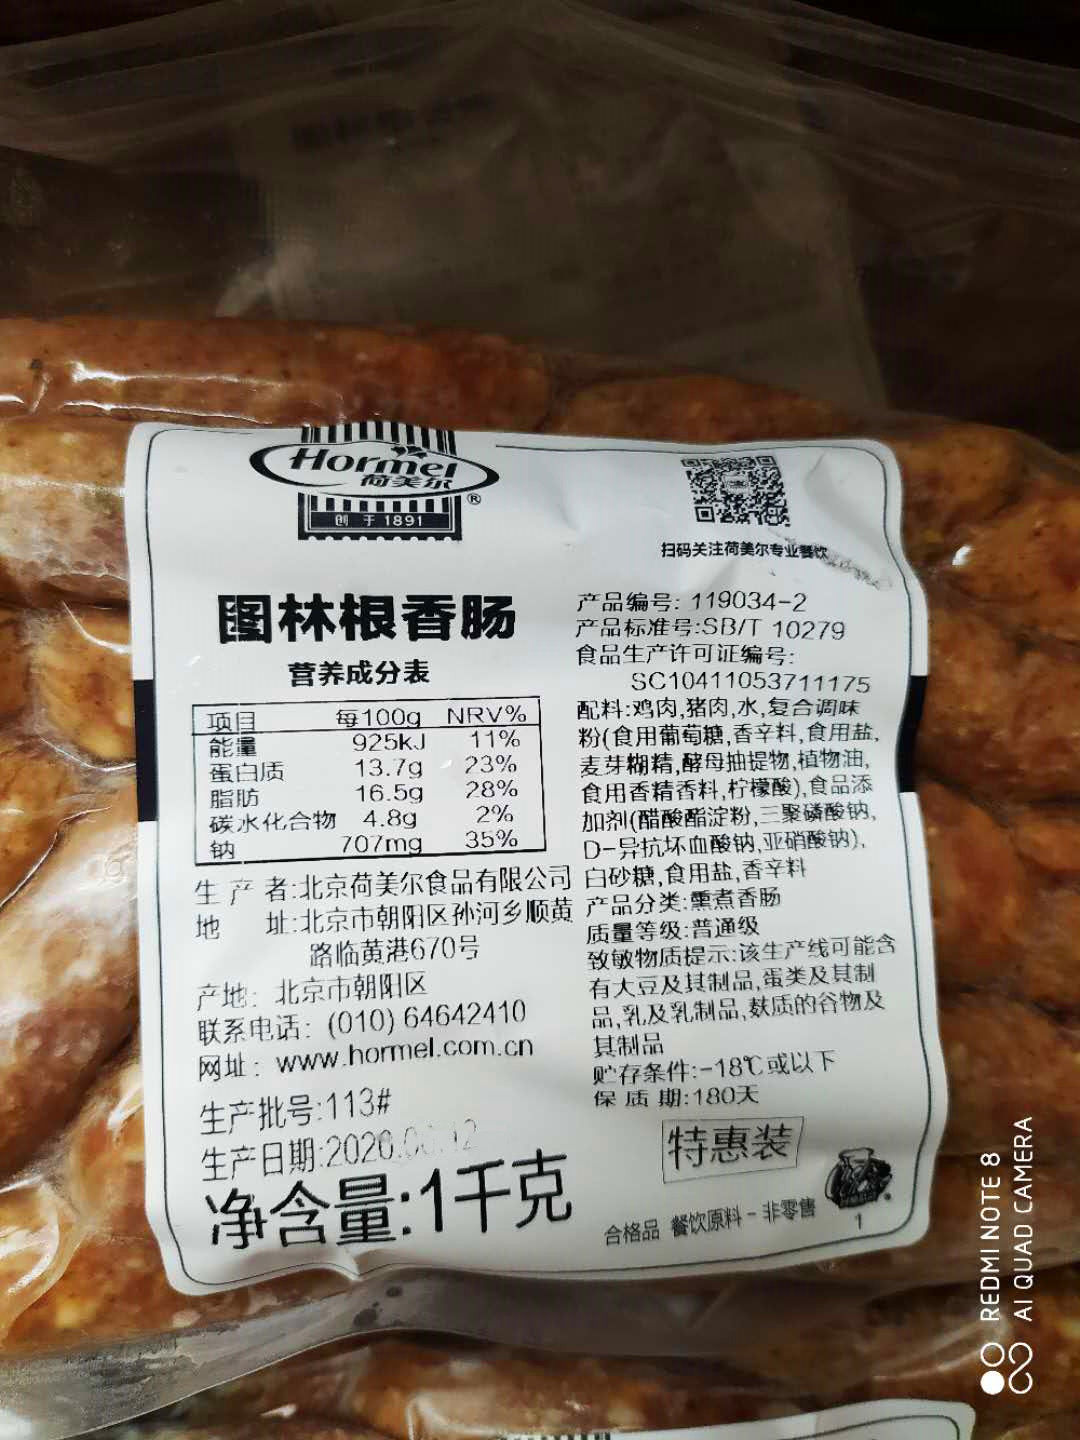 Hormel
荷美尔
®
创于1891
扫码关注荷美尔专业餐饮
图林根香肠
营养成分表
项目 每100g NRV%
能量 925kJ 11%
蛋白质 13.7g 23%
脂肪 16.5g 28%
碳水化合物 4.8g 2%
钠 707mg 35%
生产者:北京荷美尔食品有限公司
地址:北京市朝阳区孙河乡顺黄
路临黄港670号
产地:北京市朝阳区
联系电话:(010) 64642410
网址:www.hormel.com.cn
生产批号:113#
生产日期:2020.
净含量:1千克
产品编号:119034-2
产品标准号:SB/T 10279
食品生产许可证编号:
SC10411053711175
配料:鸡肉,猪肉,水,复合调味
粉(食用葡萄糖,香辛料,食用盐,
麦芽糊精,酵母抽提物,植物油,
食用香精香料,柠檬酸),食品添
加剂(醋酸酯淀粉,三聚磷酸钠,
D-异抗坏血酸钠,亚硝酸钠),
白砂糖,食用盐,香辛料
产品分类:熏煮香肠
质量等级:普通级
致敏物质提示:该生产线可能含
有大豆及其制品,蛋类及其制
品,乳及乳制品,麸质的谷物及
其制品
贮存条件:-18℃或以下
保质期:180天
特惠装
合格品 餐饮原料-非零售
1
REDMI NOTE 8
AI QUAD CAMERA